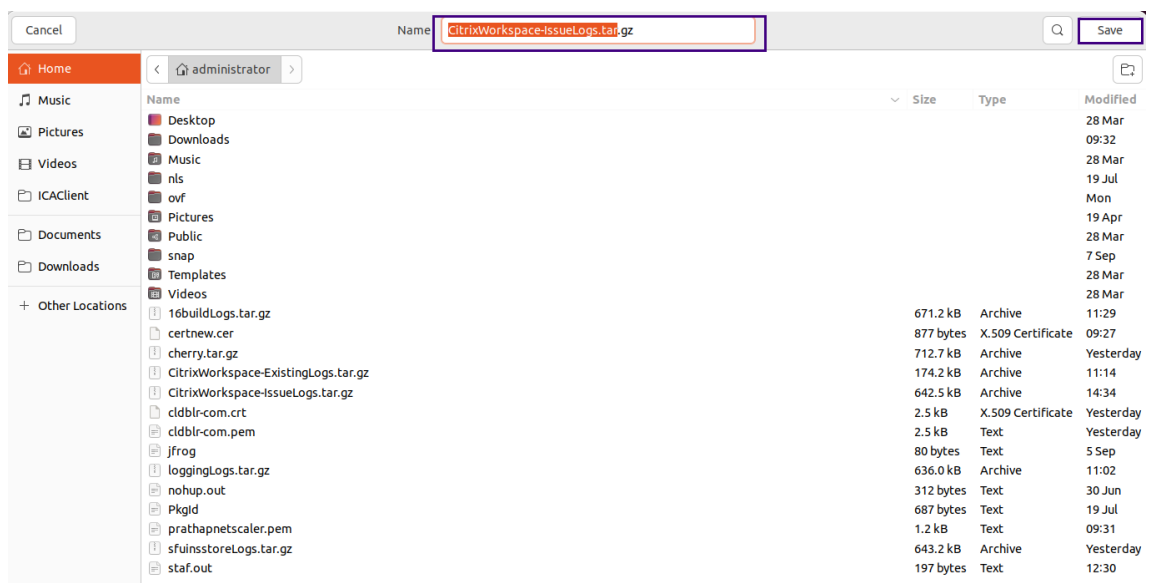 Cancel Name CitrixWorkspace-IssueLogs.tar.gz Save
Home
Music
Pictures
Videos
ICAClient
Documents
Downloads
+ Other Locations
administrator
Name Size Type Modified
Desktop 28 Mar
Downloads 09:32
Music 28 Mar
nls 19 Jul
ovf Mon
Pictures 19 Apr
Public 28 Mar
snap 7 Sep
Templates 28 Mar
Videos 28 Mar
16buildLogs.tar.gz 671.2 kB Archive 11:29
certnew.cer 877 bytes X.509 Certificate 09:27
cherry.tar.gz 712.7 kB Archive Yesterday
CitrixWorkspace-ExistingLogs.tar.gz 174.2 kB Archive 11:14
CitrixWorkspace-IssueLogs.tar.gz 642.5 kB Archive 14:34
cldblr-com.crt 2.5 kB X.509 Certificate Yesterday
cldblr-com.pem 2.5 kB Text Yesterday
jfrog 80 bytes Text 5 Sep
loggingLogs.tar.gz 636.0 kB Archive 11:02
nohup.out 312 bytes Text 30 Jun
PkgId 687 bytes Text 19 Jul
prathapnetscaler.pem 1.2 kB Text 09:31
sfuinsstoreLogs.tar.gz 643.2 kB Archive Yesterday
staf.out 197 bytes Text 12:30